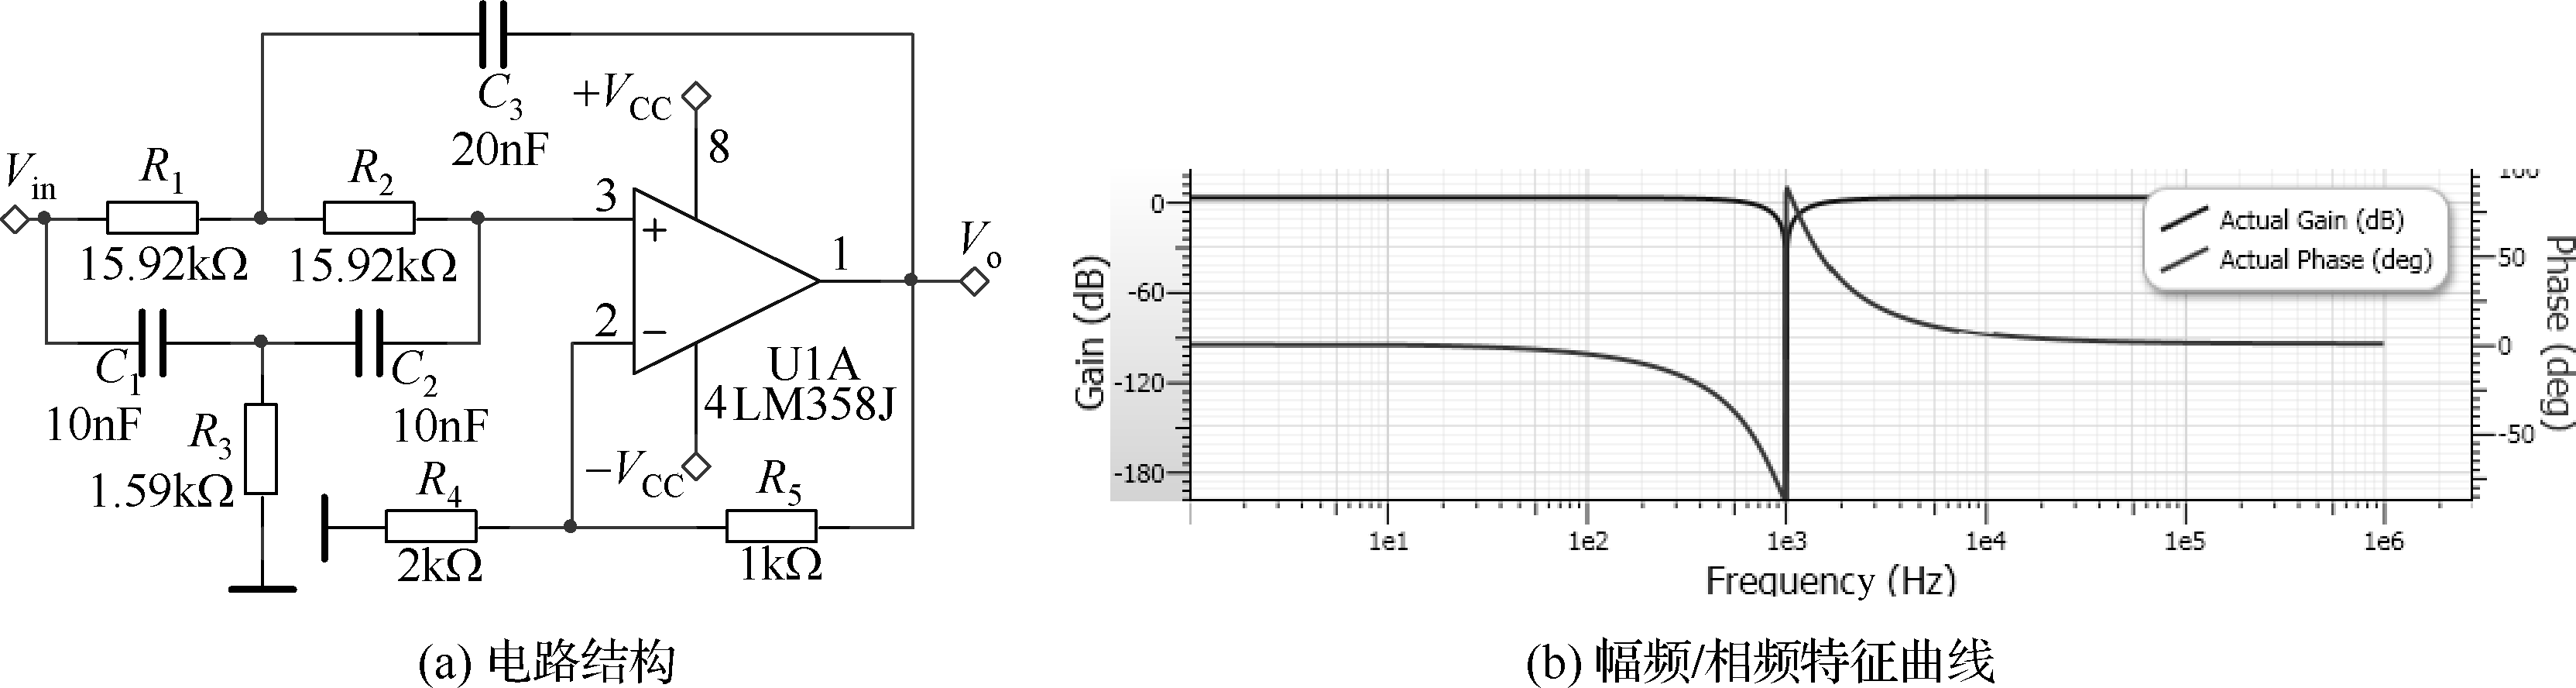 C3
20nF
+VCC
8
Vin
R1
R2
15.92kΩ
15.92kΩ
3
+
1
Vo
2
−
C1
10nF
C2
10nF
U1A
4 LM358J
R3
1.59kΩ
−VCC
R4
2kΩ
R5
1kΩ
(a) 电路结构
Gain (dB)
0
-60
-120
-180
Actual Gain (dB)
Actual Phase (deg)
100
50
0
-50
Phase (deg)
1e1 1e2 1e3 1e4 1e5 1e6
Frequency (Hz)
(b) 幅频/相频特征曲线